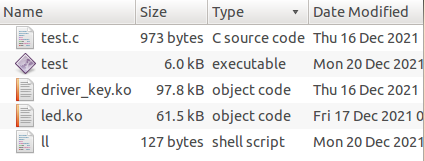 Name Size Type Date Modified
test.c 973 bytes C source code Thu 16 Dec 2021
test 6.0 kB executable Mon 20 Dec 2021
driver_key.ko 97.8 kB object code Thu 16 Dec 2021
led.ko 61.5 kB object code Fri 17 Dec 2021 0
ll 127 bytes shell script Mon 20 Dec 2021